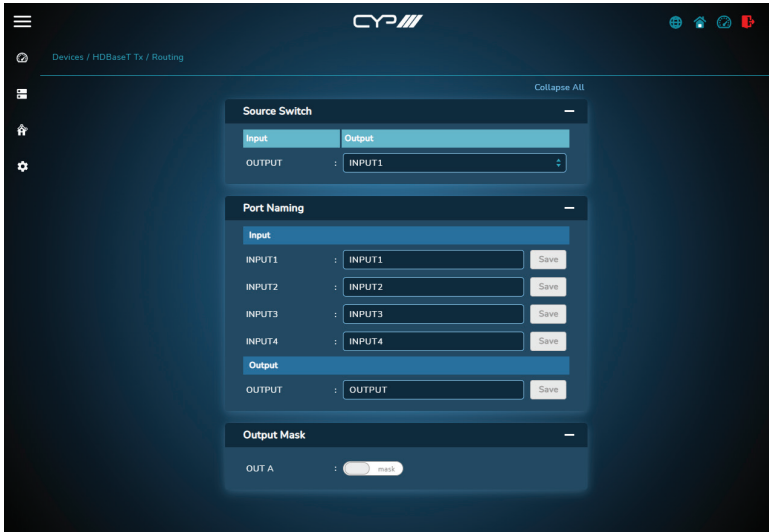 CYP
Devices / HDBaseT Tx / Routing
Collapse All
Source Switch
Input Output
OUTPUT : INPUT1
Port Naming
Input
INPUT1 : INPUT1 Save
INPUT2 : INPUT2 Save
INPUT3 : INPUT3 Save
INPUT4 : INPUT4 Save
Output
OUTPUT : OUTPUT Save
Output Mask
OUT A : mask